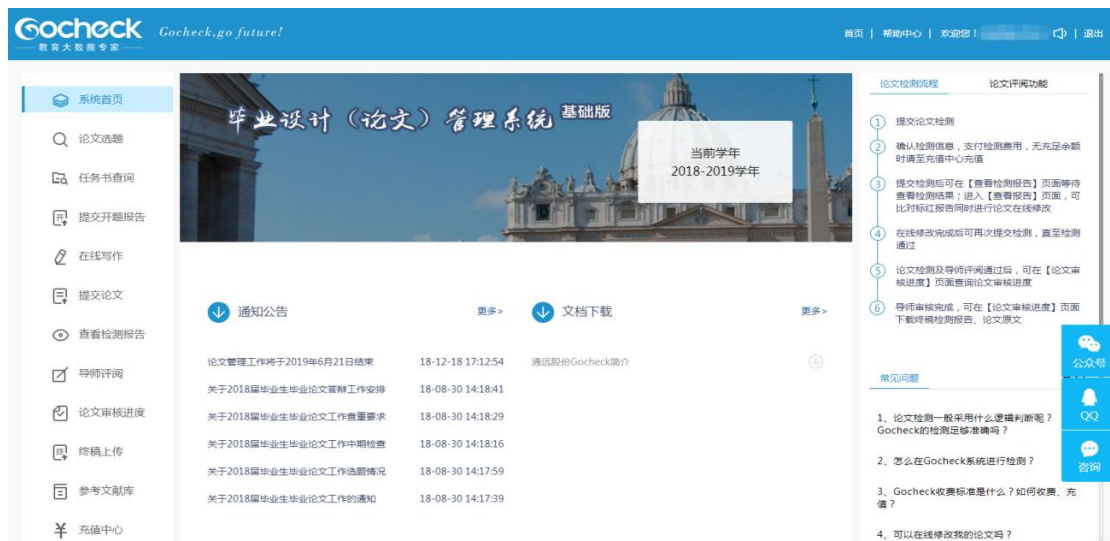 Gocheck
教育大数据专家
Gocheck,go future!
首页 | 帮助中心 | 欢迎您！ | 退出
系统首页
论文选题
任务书查询
提交开题报告
在线写作
提交论文
查看检测报告
导师评阅
论文审核进度
终稿上传
参考文献库
充值中心
毕业设计（论文）管理系统 基础版
当前学年
2018-2019学年
通知公告 更多>
论文管理工作将于2019年6月21日结束 18-12-18 17:12:54
关于2018届毕业生毕业论文答辩工作安排 18-08-30 14:18:41
关于2018届毕业生毕业论文工作查重要求 18-08-30 14:18:29
关于2018届毕业生毕业论文工作中期检查 18-08-30 14:18:16
关于2018届毕业生毕业论文工作选题情况 18-08-30 14:17:59
关于2018届毕业生毕业论文工作的通知 18-08-30 14:17:39
文档下载 更多>
通远股份Gocheck简介
论文检测流程 论文评阅功能
1 提交论文检测
2 确认检测信息，支付检测费用，无充足余额
时请至充值中心充值
3 提交检测后可在【查看检测报告】页面等待
查看检测结果；进入【查看报告】页面，可
比对标红报告同时进行论文在线修改
4 在线修改完成后可再次提交检测，直至检测
通过
5 论文检测及导师评阅通过后，可在【论文审
核进度】页面查询论文审核进度
6 导师审核完成，可在【论文审核进度】页面
下载终稿检测报告、论文原文
常见问题
1、论文检测一般采用什么逻辑判断呢？
Gocheck的检测足够准确吗？
2、怎么在Gocheck系统进行检测？
3、Gocheck收费标准是什么？如何收费、充
值？
4、可以在线修改我的论文吗？
公众号
QQ
咨询